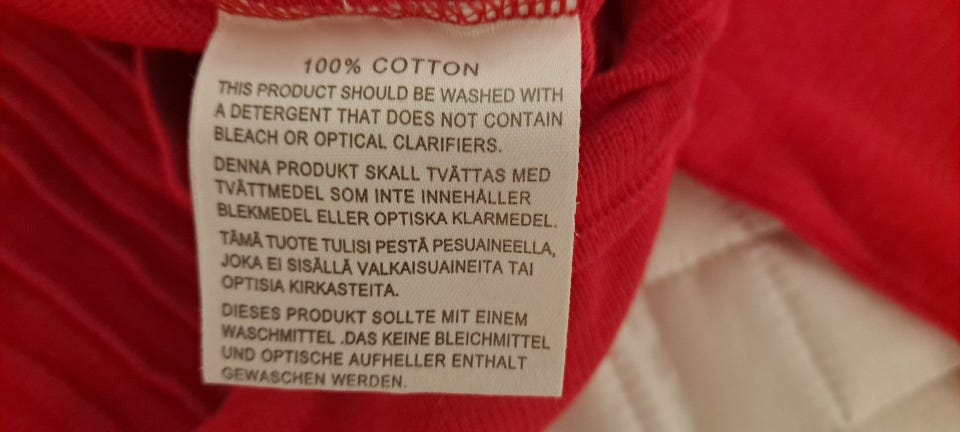 100% COTTON
THIS PRODUCT SHOULD BE WASHED WITH
A DETERGENT THAT DOES NOT CONTAIN
BLEACH OR OPTICAL CLARIFIERS.
DENNA PRODUKT SKALL TVÄTTAS MED
TVÄTTMEDEL SOM INTE INNEHÅLLER
BLEKMEDEL ELLER OPTISKA KLARMEDEL.
TÄMÄ TUOTE TULISI PESTÄ PESUAINEELLA,
JOKA EI SISÄLLÄ VALKAISUAINEITA TAI
OPTISIA KIRKASTEITA.
DIESES PRODUKT SOLLTE MIT EINEM
WASCHMITTEL .DAS KEINE BLEICHMITTEL
UND OPTISCHE AUFHELLER ENTHALT
GEWASCHEN WERDEN.